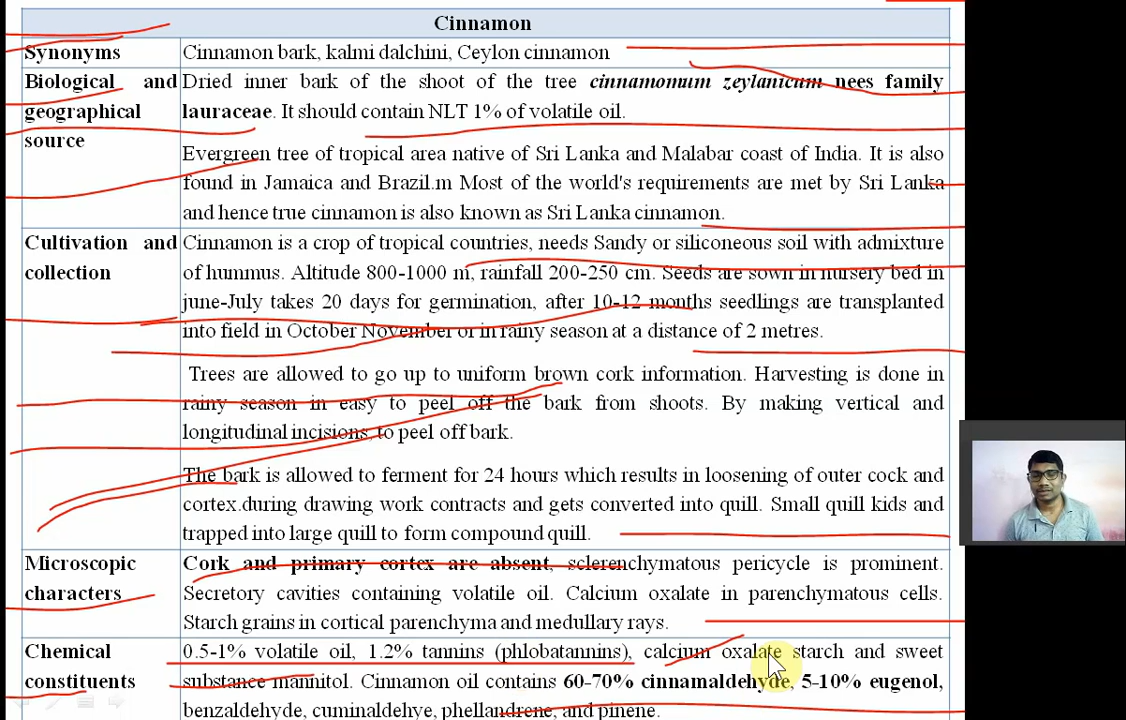 Cinnamon
Synonyms
Cinnamon bark, kalmi dalchini, Ceylon cinnamon
Biological and
geographical
source
Dried inner bark of the shoot of the tree cinnamomum zeylanicum nees family
lauraceae. It should contain NLT 1% of volatile oil.
Evergreen tree of tropical area native of Sri Lanka and Malabar coast of India. It is also
found in Jamaica and Brazil.m Most of the world's requirements are met by Sri Lanka
and hence true cinnamon is also known as Sri Lanka cinnamon.
Cultivation and
collection
Cinnamon is a crop of tropical countries, needs Sandy or siliconeous soil with admixture
of hummus. Altitude 800-1000 m, rainfall 200-250 cm. Seeds are sown in nursery bed in
june-July takes 20 days for germination, after 10-12 months seedlings are transplanted
into field in October November or in rainy season at a distance of 2 metres.
Trees are allowed to go up to uniform brown cork information. Harvesting is done in
rainy season in easy to peel off the bark from shoots. By making vertical and
longitudinal incisions, to peel off bark.
The bark is allowed to ferment for 24 hours which results in loosening of outer cock and
cortex.during drawing work contracts and gets converted into quill. Small quill kids and
trapped into large quill to form compound quill.
Microscopic
characters
Cork and primary cortex are absent, sclerenchymatous pericycle is prominent.
Secretory cavities containing volatile oil. Calcium oxalate in parenchymatous cells.
Starch grains in cortical parenchyma and medullary rays.
Chemical
constituents
0.5-1% volatile oil, 1.2% tannins (phlobatannins), calcium oxalate starch and sweet
substance mannitol. Cinnamon oil contains 60-70% cinnamaldehyde, 5-10% eugenol,
benzaldehyde, cuminaldehye, phellandrene, and pinene.